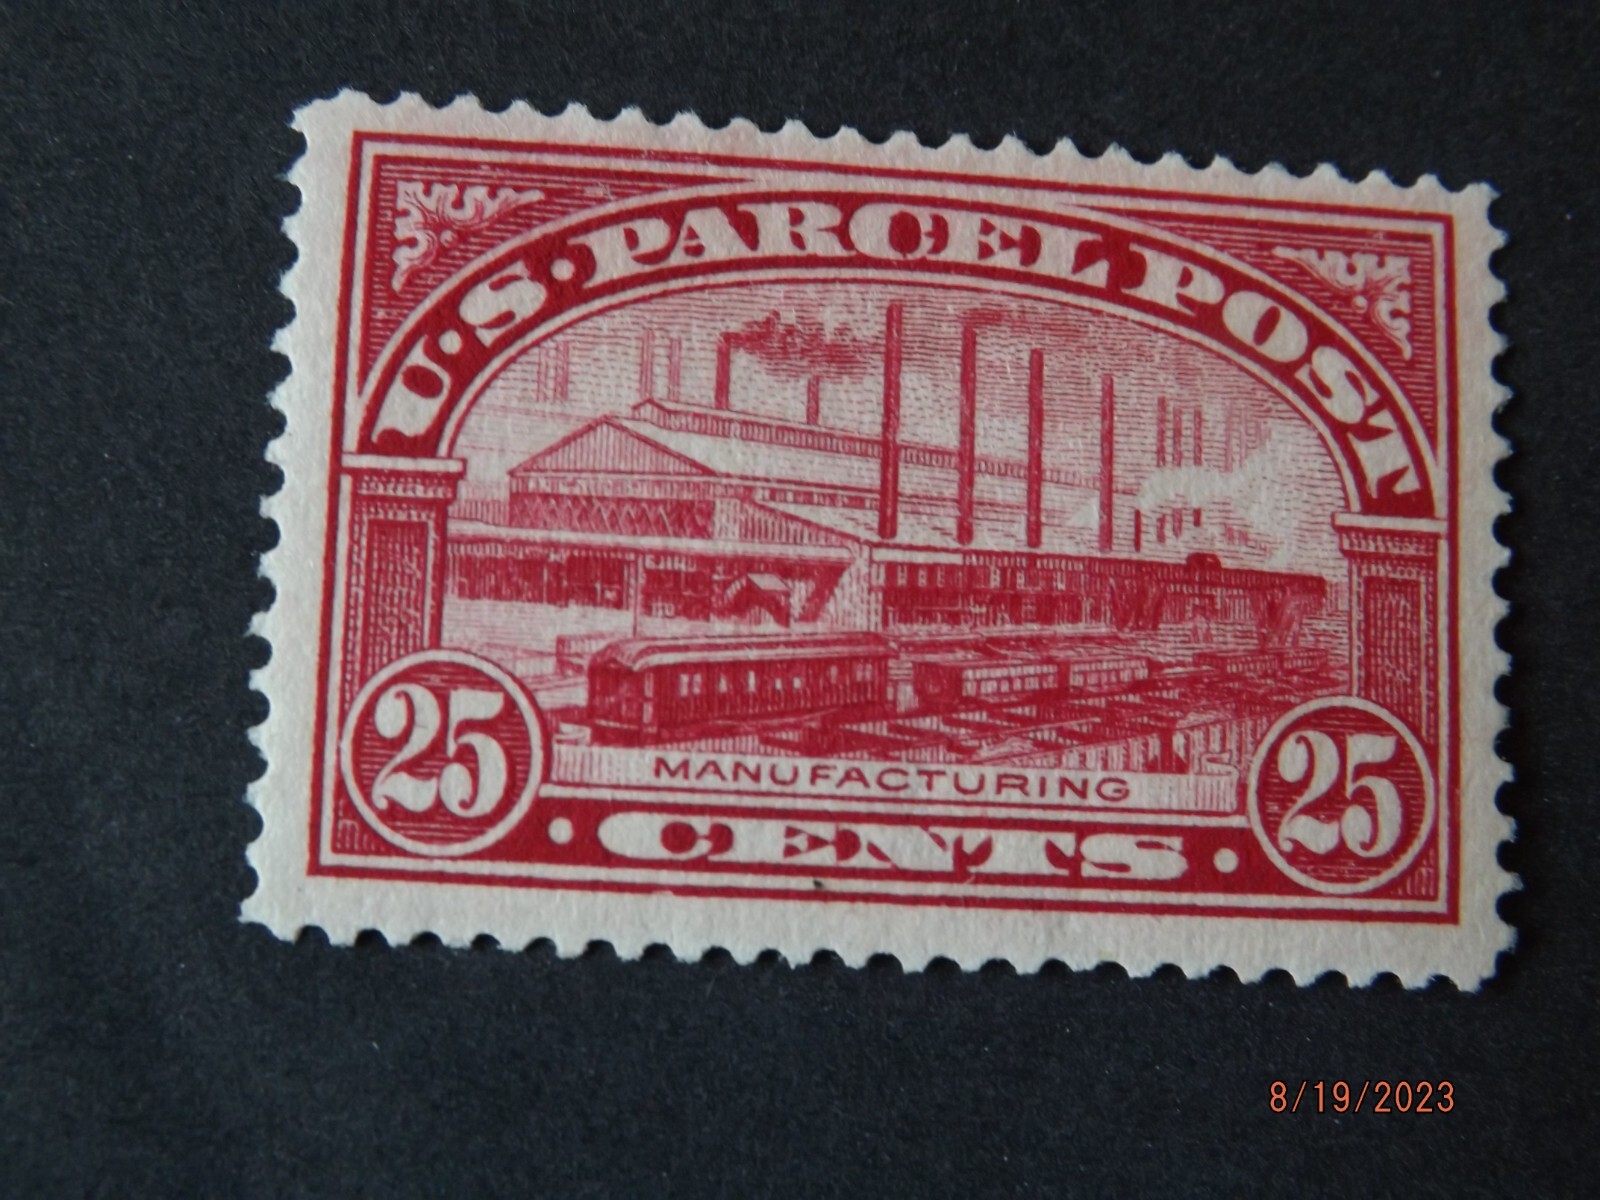 U.S. PARCEL POST
MANUFACTURING
25 · CENTS · 25
8/19/2023